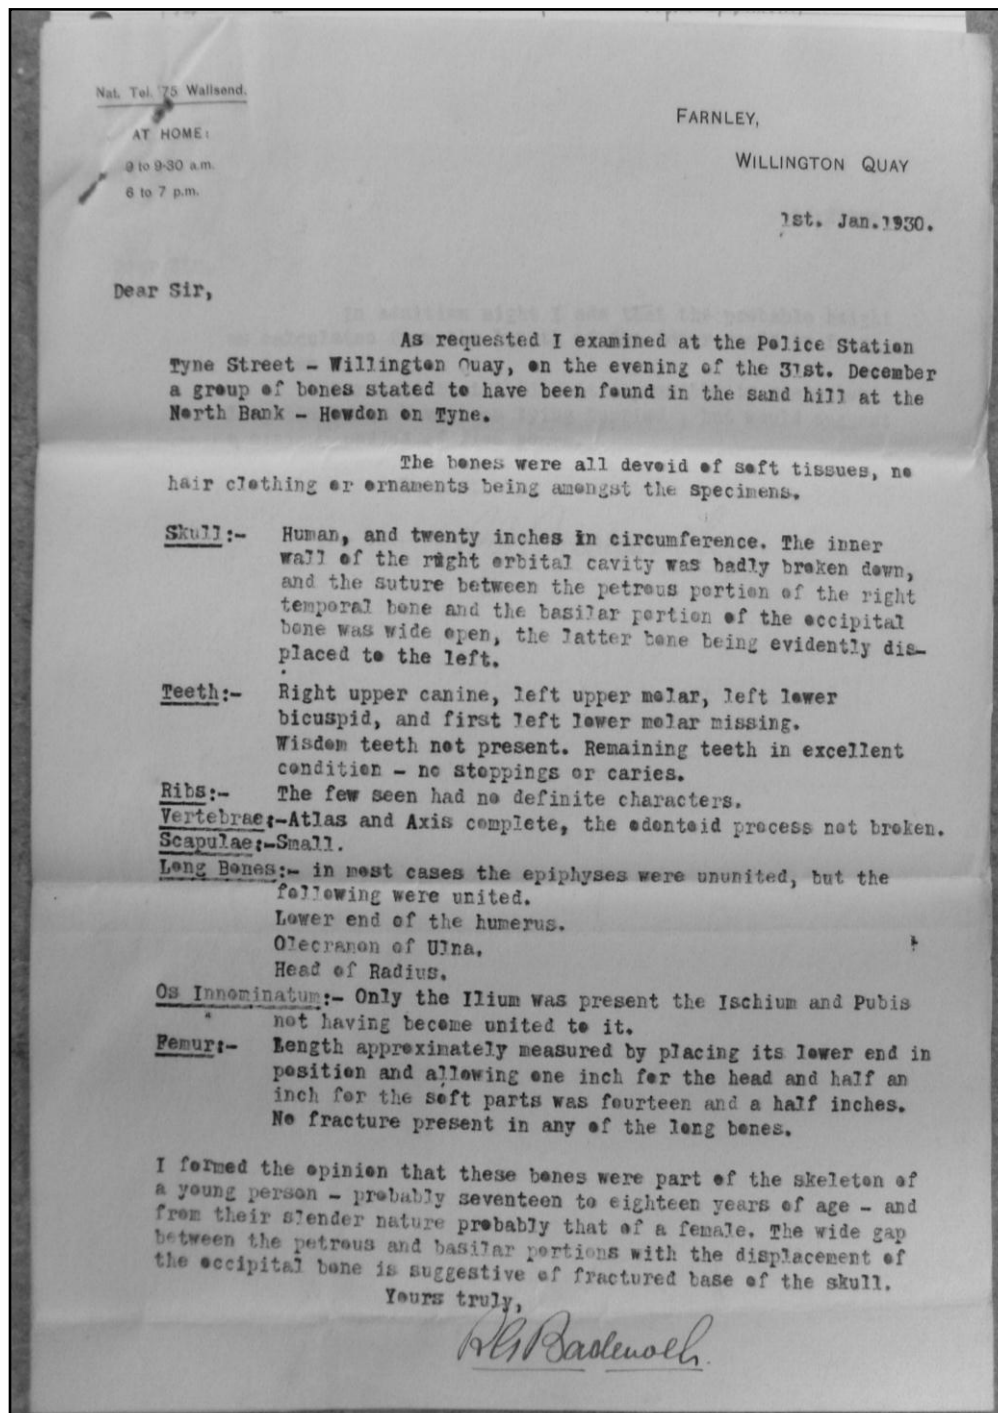 Nat. Tel. 75 Wallsend.
AT HOME:
9 to 9-30 a.m.
6 to 7 p.m.
FARNLEY,
WILLINGTON QUAY
1st. Jan.1930.
Dear Sir,
As requested I examined at the Police Station
Tyne Street - Willington Quay, on the evening of the 31st. December
a group of bones stated to have been found in the sand hill at the
North Bank - Howdon on Tyne.
The bones were all devoid of soft tissues, no
hair clothing or ornaments being amongst the specimens.
Skull:- Human, and twenty inches in circumference. The inner
wall of the right orbital cavity was badly broken down,
and the suture between the petrous portion of the right
temporal bone and the basilar portion of the occipital
bone was wide open, the latter bone being evidently dis-
placed to the left.
Teeth:- Right upper canine, left upper molar, left lower
bicuspid, and first left lower molar missing.
Wisdom teeth not present. Remaining teeth in excellent
condition - no stoppings or caries.
Ribs:- The few seen had no definite characters.
Vertebrae:-Atlas and Axis complete, the odontoid process not broken.
Scapulae:-Small.
Long Bones:- in most cases the epiphyses were ununited, but the
following were united.
Lower end of the humerus.
Olecranon of Ulna.
Head of Radius.
Os Innominatum:- Only the Ilium was present the Ischium and Pubis
not having become united to it.
Femur:- Length approximately measured by placing its lower end in
position and allowing one inch for the head and half an
inch for the soft parts was fourteen and a half inches.
No fracture present in any of the long bones.
I formed the opinion that these bones were part of the skeleton of
a young person - probably seventeen to eighteen years of age - and
from their slender nature probably that of a female. The wide gap
between the petrous and basilar portions with the displacement of
the occipital bone is suggestive of fractured base of the skull.
Yours truly,
Badenoch.